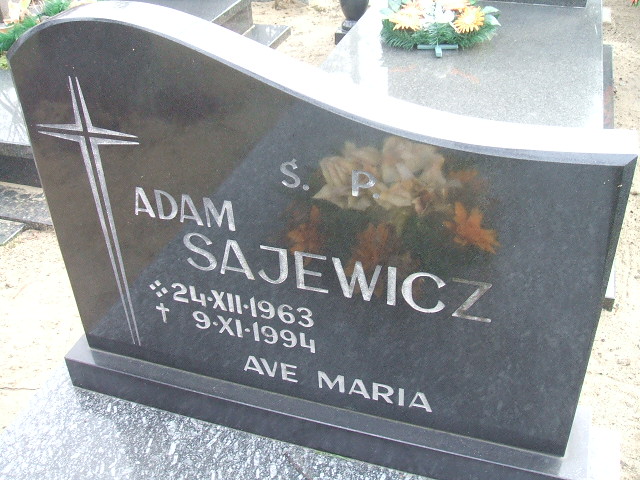 Ś. P.
ADAM
SAJEWICZ
24·XII·1963
9·XI·1994
AVE MARIA